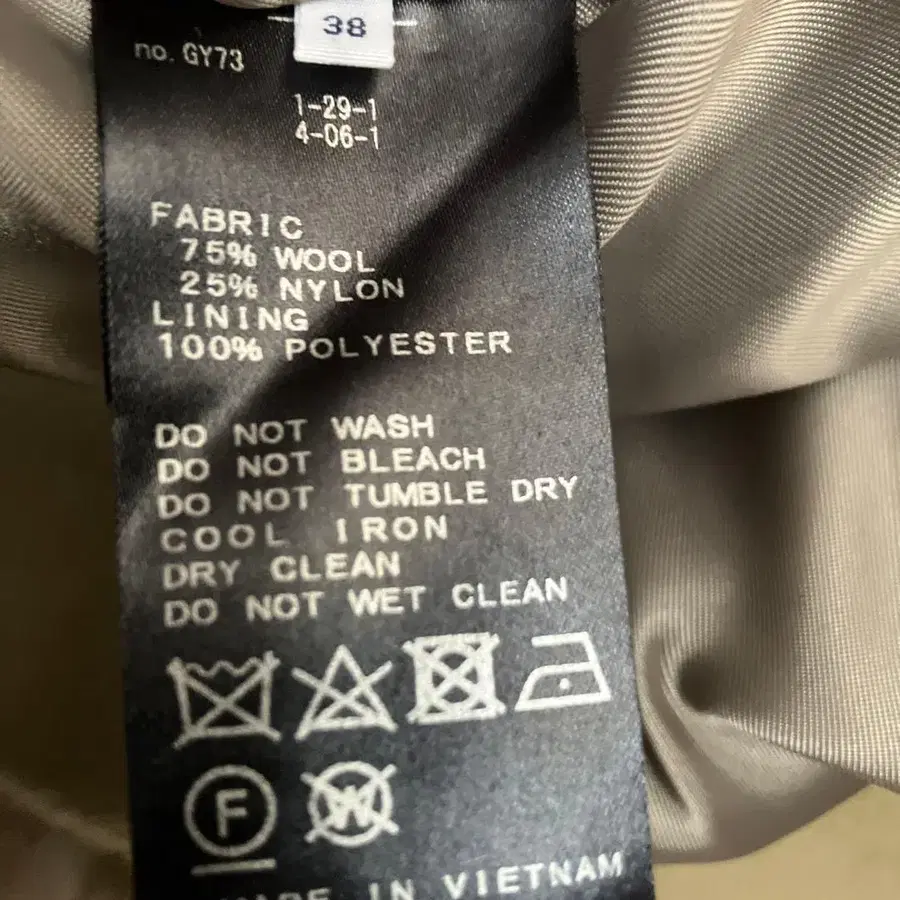 38
no. GY73
1-29-1
4-06-1
FABRIC
75% WOOL
25% NYLON
LINING
100% POLYESTER
DO NOT WASH
DO NOT BLEACH
DO NOT TUMBLE DRY
COOL IRON
DRY CLEAN
DO NOT WET CLEAN
F W
MADE IN VIETNAM